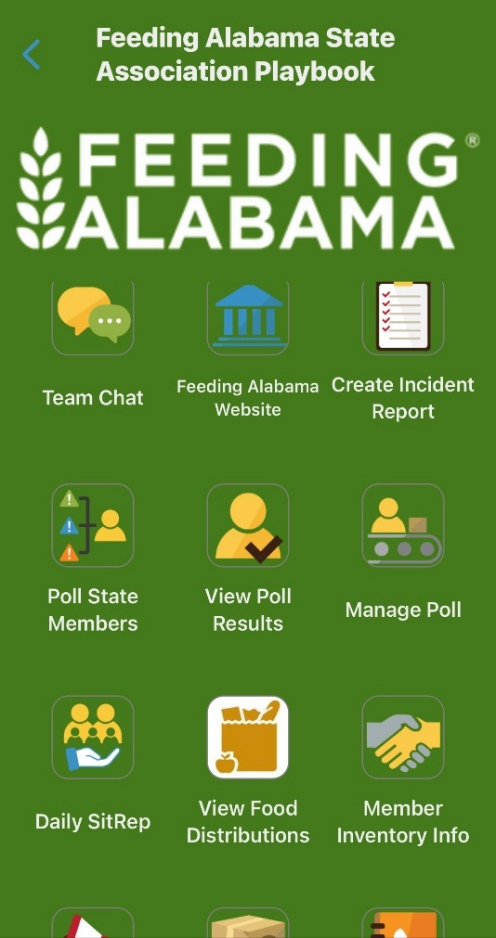 Feeding Alabama State
Association Playbook
FEEDING®
ALABAMA
Team Chat
Feeding Alabama
Website
Create Incident
Report
Poll State
Members
View Poll
Results
Manage Poll
Daily SitRep
View Food
Distributions
Member
Inventory Info